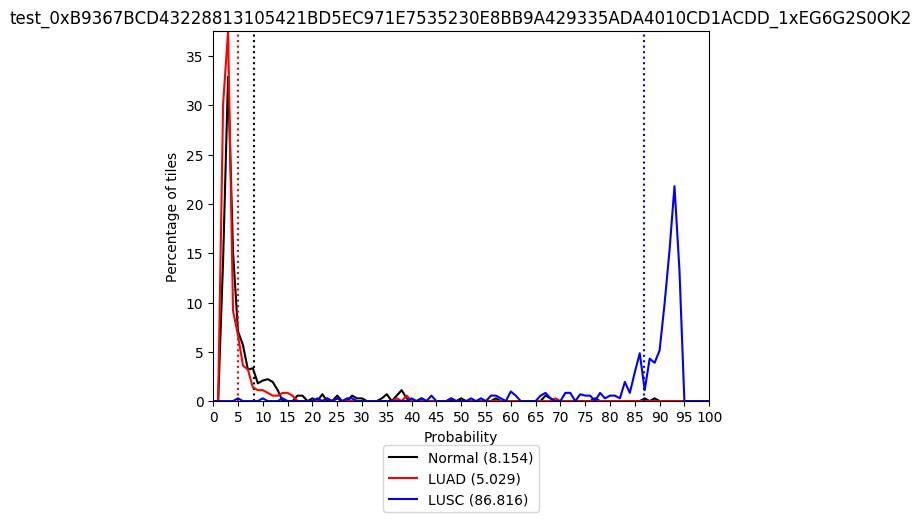 test_0xB9367BCD43228813105421BD5EC971E7535230E8BB9A429335ADA4010CD1ACDD_1xEG6G2S0OK2
35
30
25
20
15
10
5
0
Percentage of tiles
0 5 10 15 20 25 30 35 40 45 50 55 60 65 70 75 80 85 90 95 100
Probability
Normal (8.154)
LUAD (5.029)
LUSC (86.816)